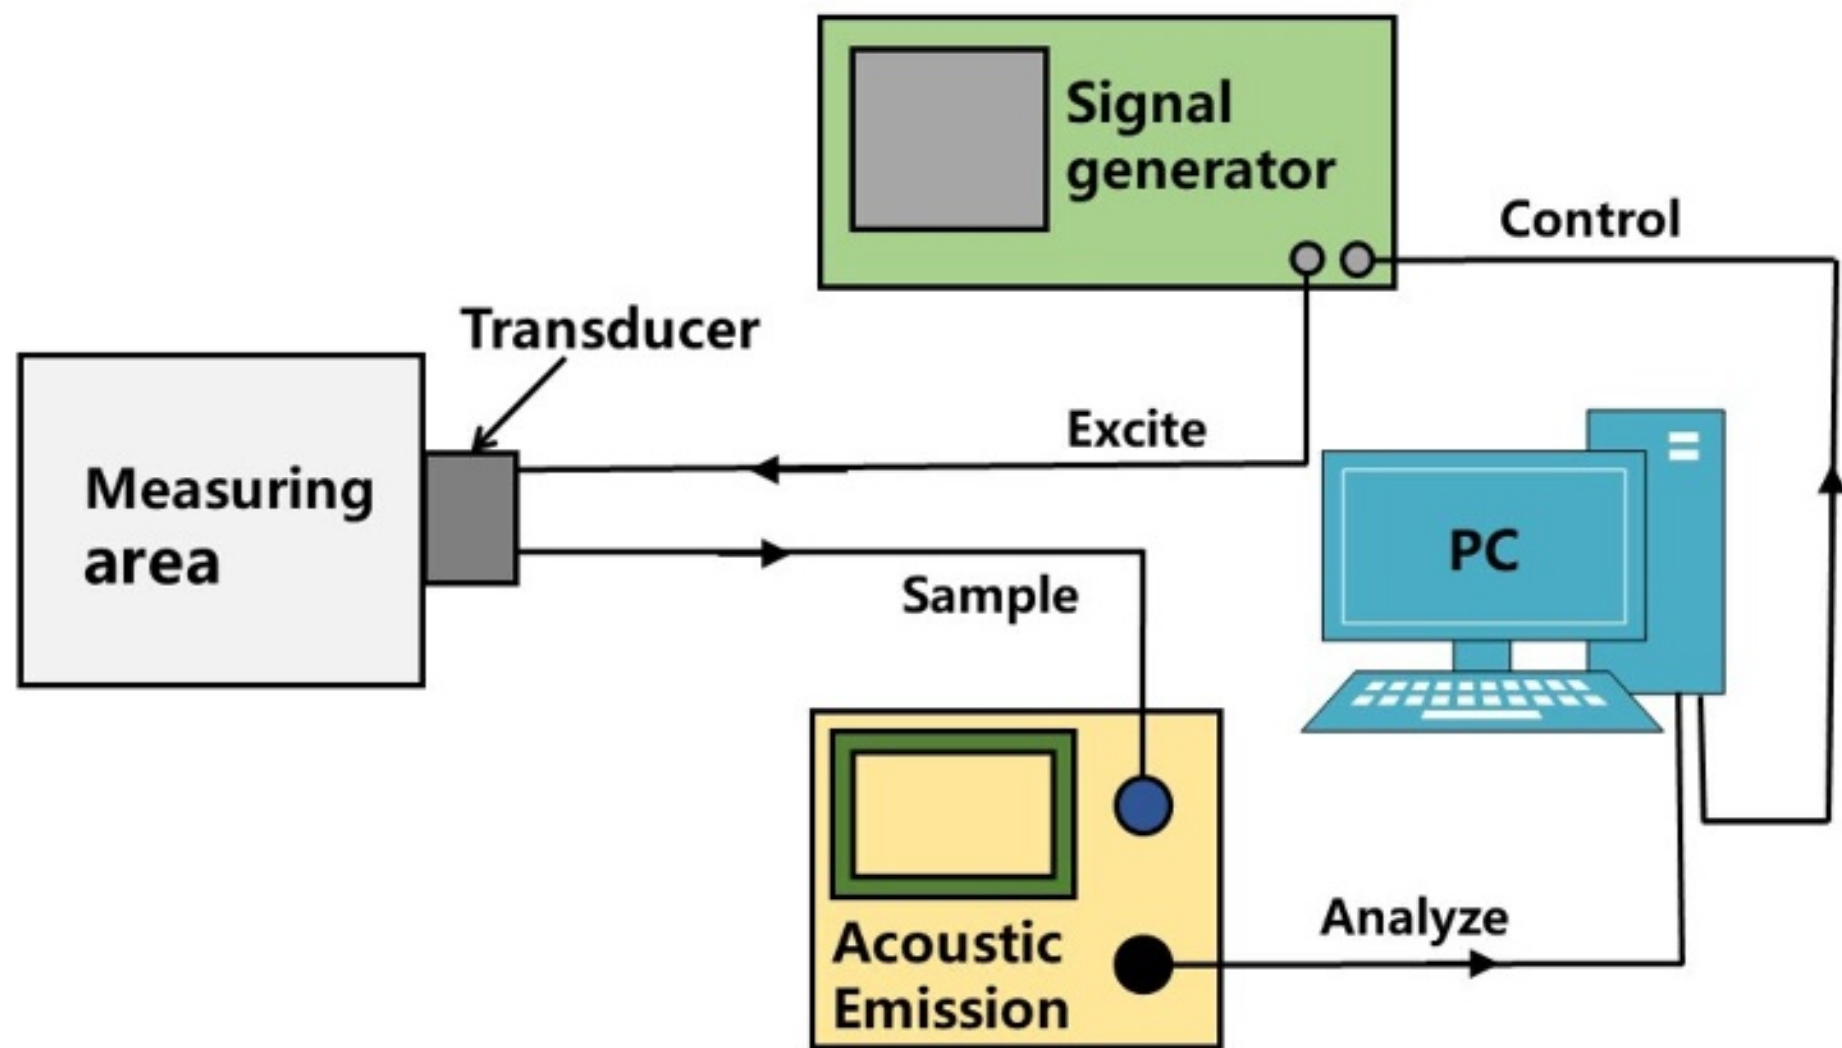 Signal
generator
Control
Transducer
Excite
Measuring
area
PC
Sample
Analyze
Acoustic
Emission